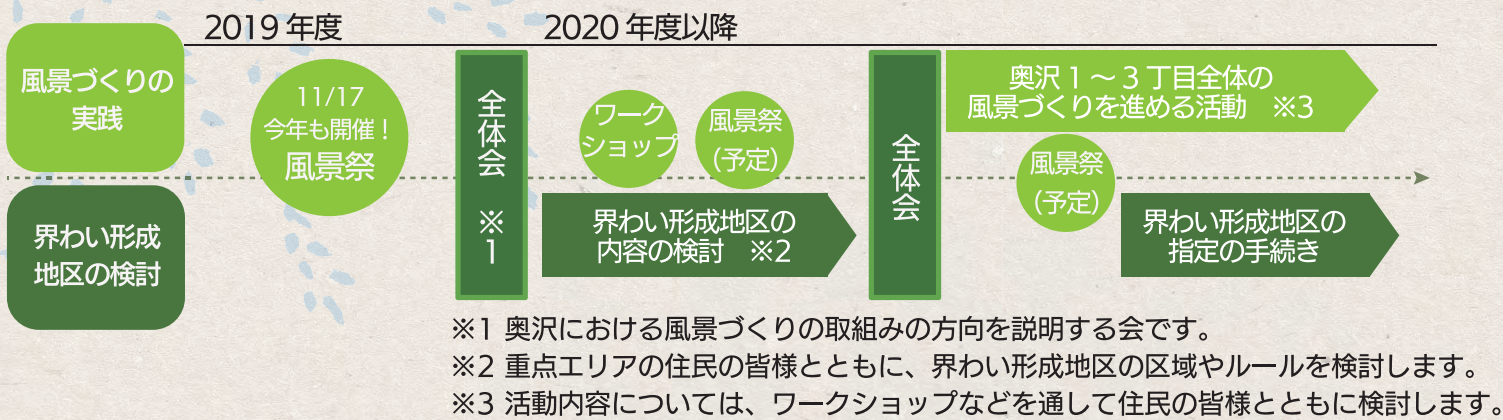 2019 年度
2020 年度以降
風景づくりの
実践
11/17
今年も開催!
風景祭
全体会 ※1
ワーク
ショップ
風景祭
(予定)
全体会
奥沢 1 ~ 3 丁目全体の
風景づくりを進める活動 ※3
風景祭
(予定)
界わい形成
地区の検討
界わい形成地区の
内容の検討 ※2
界わい形成地区の
指定の手続き
※1 奥沢における風景づくりの取組みの方向を説明する会です。
※2 重点エリアの住民の皆様とともに、界わい形成地区の区域やルールを検討します。
※3 活動内容については、ワークショップなどを通して住民の皆様とともに検討します。